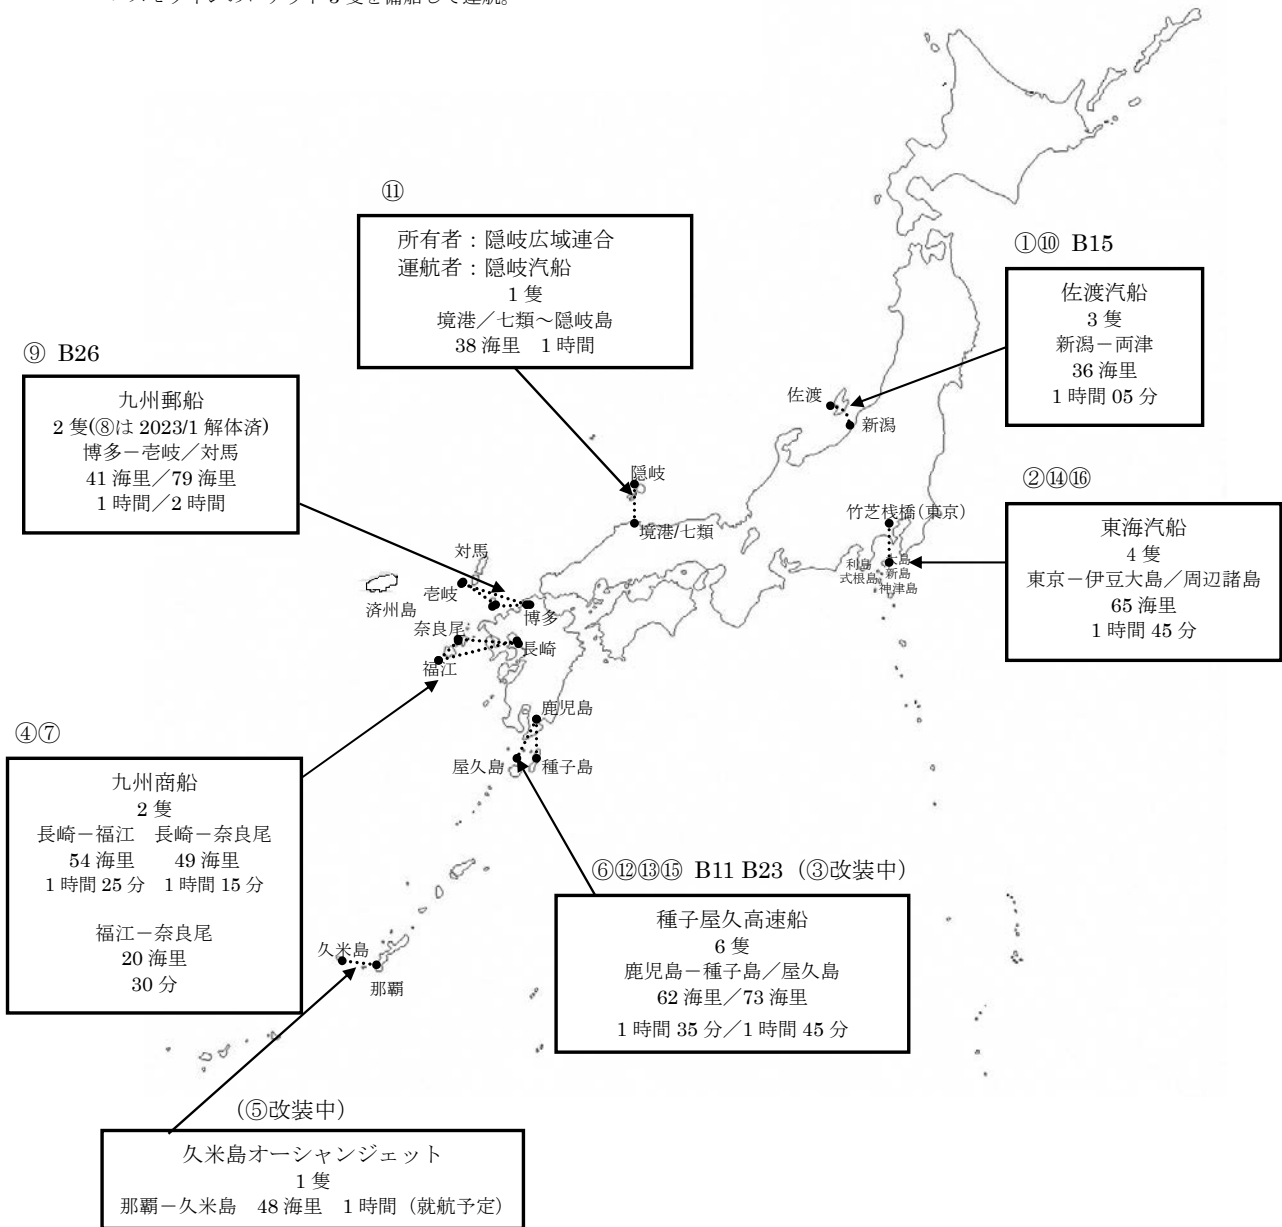 ⑪
所有者：隠岐広域連合
運航者：隠岐汽船
1 隻
境港／七類～隠岐島
38 海里　1 時間
①⑩ B15
佐渡汽船
3 隻
新潟－両津
36 海里
1 時間 05 分
⑨ B26
九州郵船
2 隻(⑧は 2023/1 解体済)
博多－壱岐／対馬
41 海里／79 海里
1 時間／2 時間
佐渡
新潟
隠岐
境港/七類
②⑭⑯
東海汽船
4 隻
東京－伊豆大島／周辺諸島
65 海里
1 時間 45 分
竹芝桟橋(東京)
大島
利島
新島
式根島
神津島
対馬
壱岐
済州島
博多
奈良尾
長崎
福江
鹿児島
屋久島
種子島
④⑦
九州商船
2 隻
長崎－福江　長崎－奈良尾
54 海里　49 海里
1 時間 25 分　1 時間 15 分
福江－奈良尾
20 海里
30 分
⑥⑫⑬⑮ B11 B23（③改装中）
種子屋久高速船
6 隻
鹿児島－種子島／屋久島
62 海里／73 海里
1 時間 35 分／1 時間 45 分
久米島
那覇
（⑤改装中）
久米島オーシャンジェット
1 隻
那覇－久米島　48 海里　1 時間（就航予定）